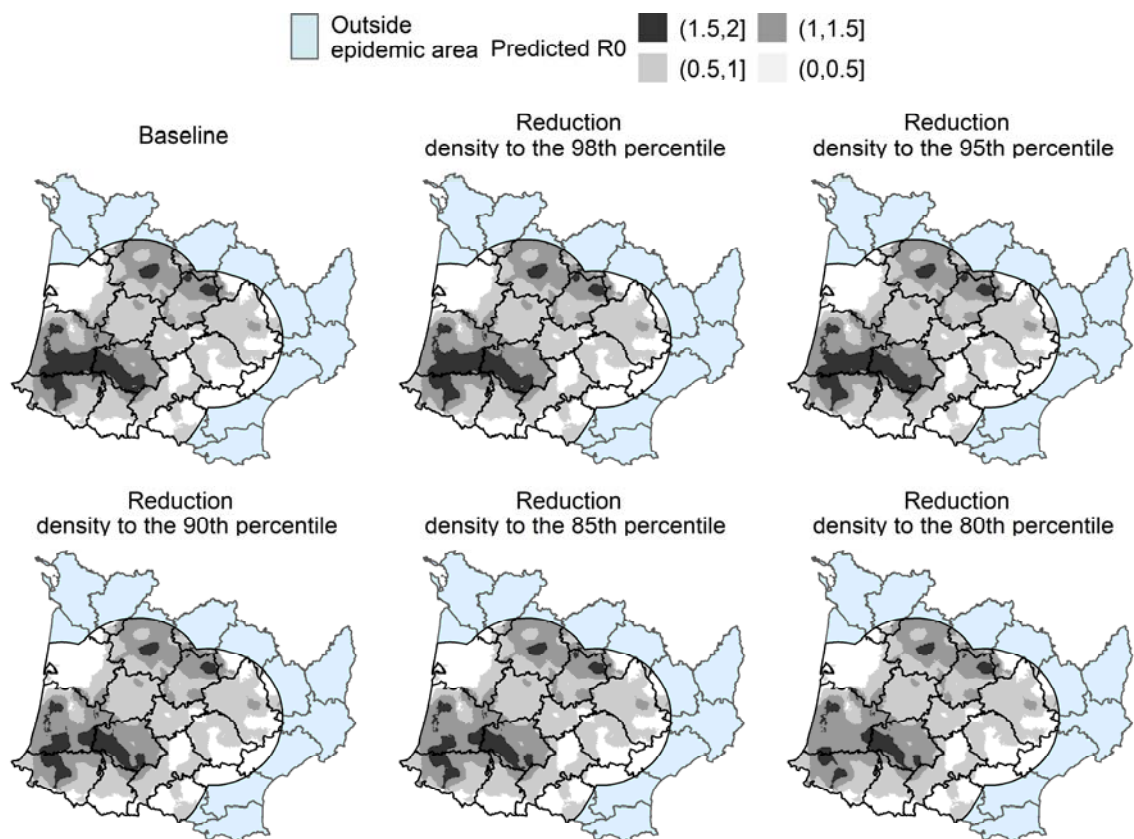 Outside
epidemic area
Predicted R0
(1.5,2]
(1,1.5]
(0.5,1]
(0,0.5]
Baseline
Reduction
density to the 98th percentile
Reduction
density to the 95th percentile
Reduction
density to the 90th percentile
Reduction
density to the 85th percentile
Reduction
density to the 80th percentile